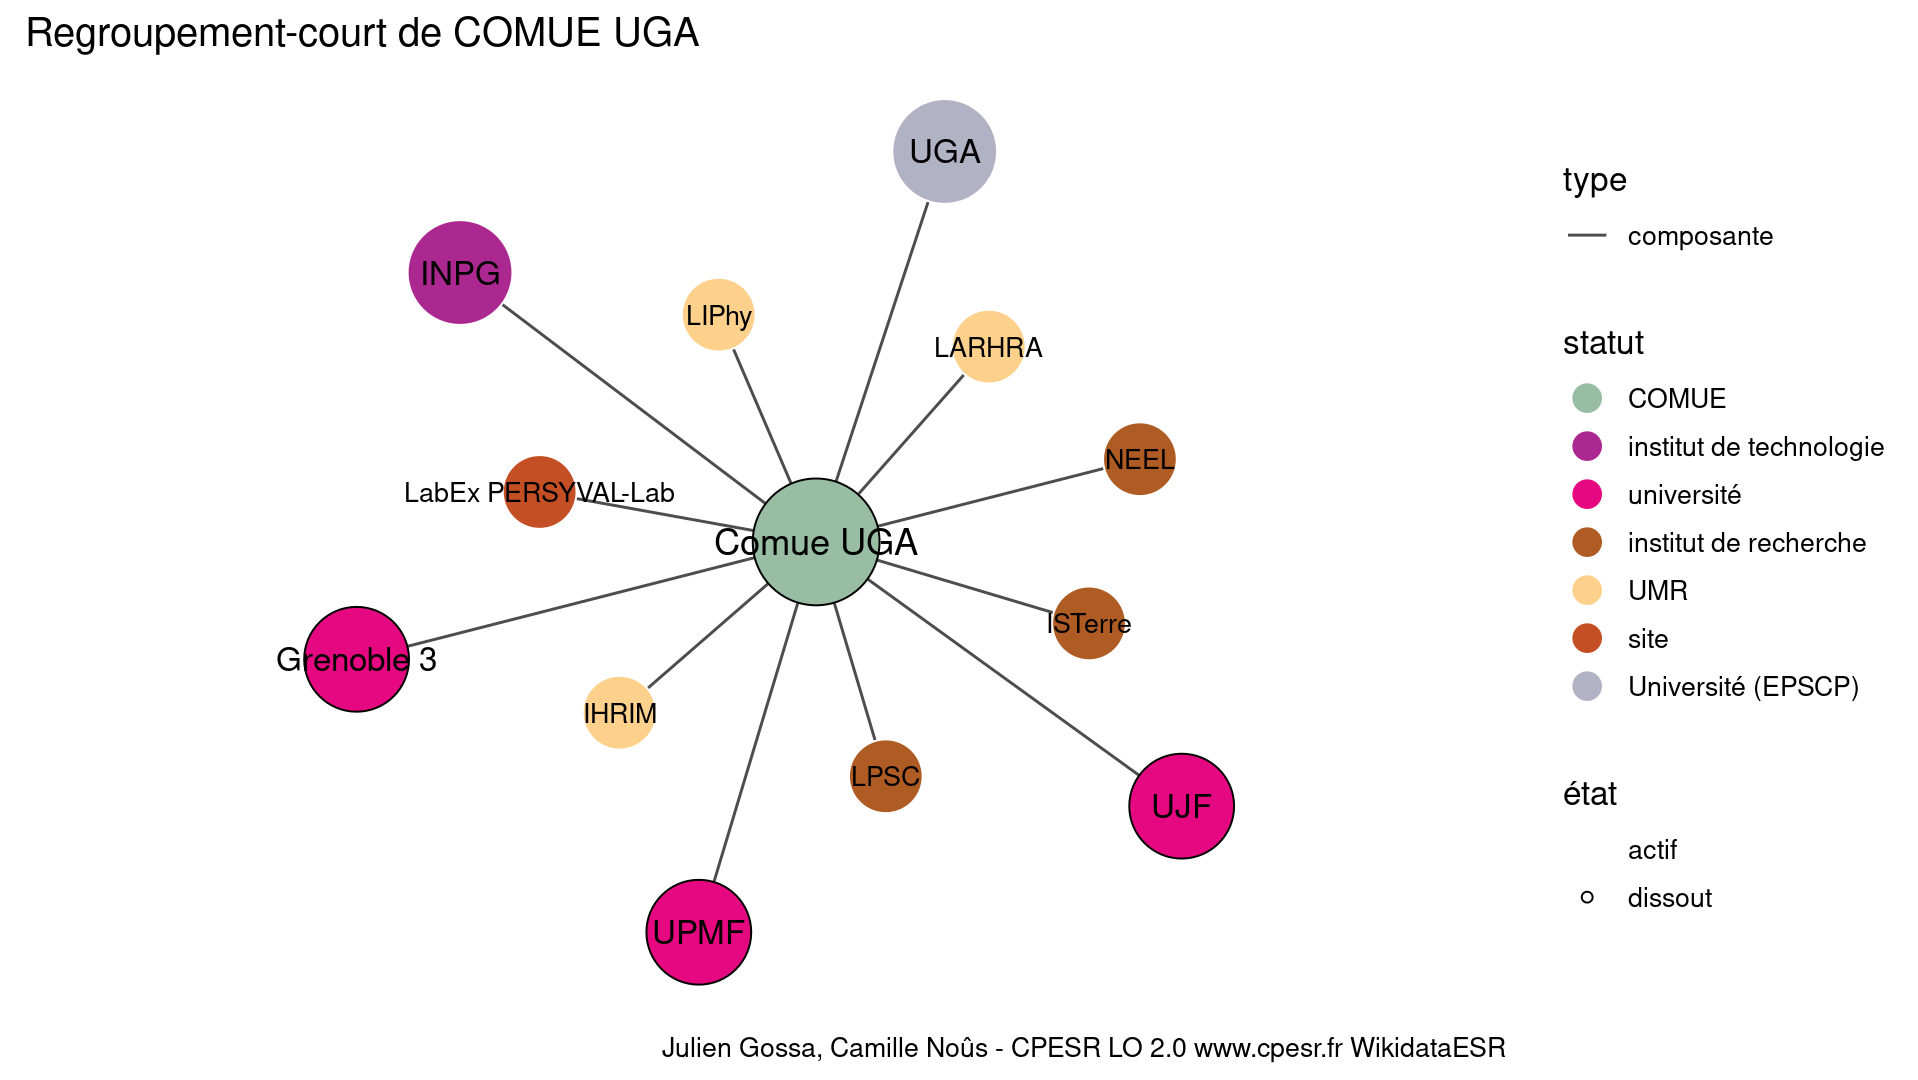 Regroupement-court de COMUE UGA
UGA
INPG
LIPhy
LARHRA
NEEL
LabEx PERSYVAL-Lab
Comue UGA
ISTerre
Grenoble 3
IHRIM
LPSC
UJF
UPMF
type
composante
statut
COMUE
institut de technologie
université
institut de recherche
UMR
site
Université (EPSCP)
état
actif
dissout
Julien Gossa, Camille Noûs - CPESR LO 2.0 www.cpesr.fr WikidataESR